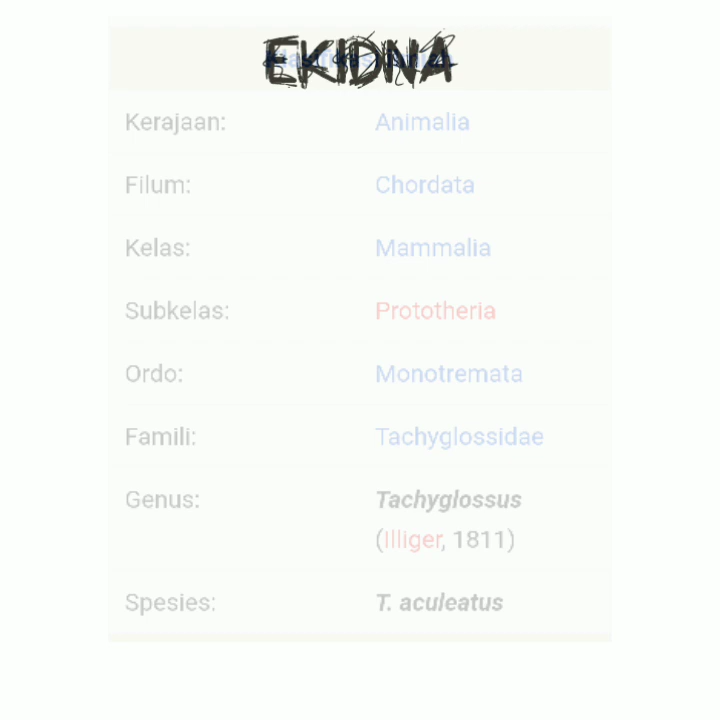 EKIDNA
Kerajaan: Animalia
Filum: Chordata
Kelas: Mammalia
Subkelas: Prototheria
Ordo: Monotremata
Famili: Tachyglossidae
Genus: Tachyglossus
(Illiger, 1811)
Spesies: T. aculeatus